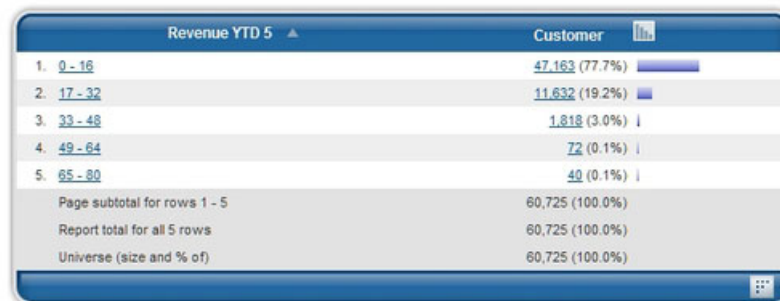 Revenue YTD 5 Customer
1. 0 - 16 47,163 (77.7%)
2. 17 - 32 11,632 (19.2%)
3. 33 - 48 1,818 (3.0%)
4. 49 - 64 72 (0.1%)
5. 65 - 80 40 (0.1%)
Page subtotal for rows 1 - 5 60,725 (100.0%)
Report total for all 5 rows 60,725 (100.0%)
Universe (size and % of) 60,725 (100.0%)